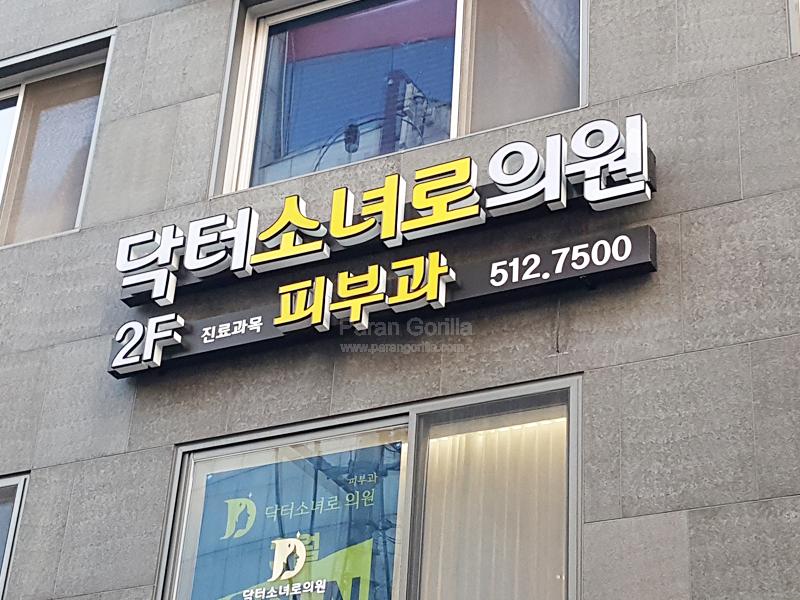 닥터소녀로의원
2F 진료과목 피부과 512.7500
Paran Gorilla
www.parangorilla.com
피부과
닥터소녀로 의원
월
닥터소녀로의원